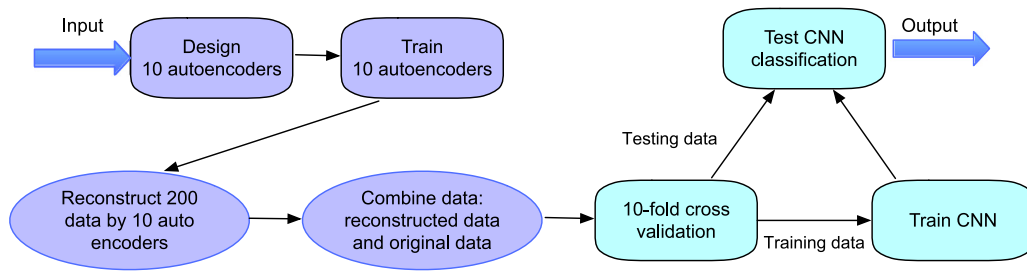 Input
Design
10 autoencoders
Train
10 autoencoders
Test CNN
classification
Output
Testing data
Reconstruct 200
data by 10 auto
encoders
Combine data:
reconstructed data
and original data
10-fold cross
validation
Training data
Train CNN